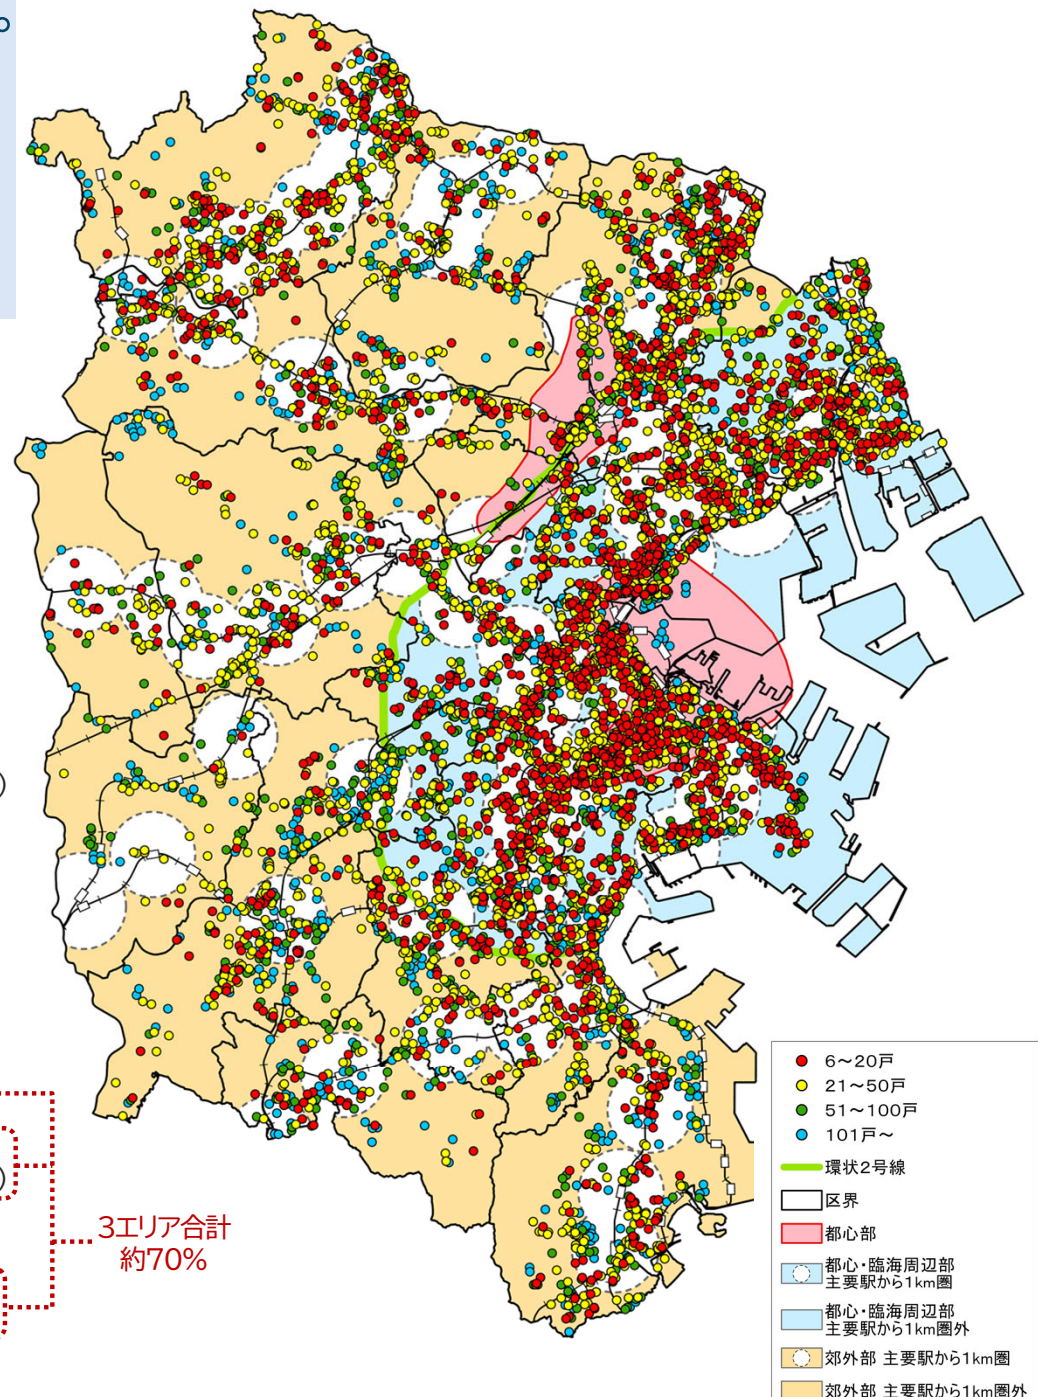 。
3エリア合計
約70%
6～20戸
21～50戸
51～100戸
101戸～
環状2号線
区界
都心部
都心・臨海周辺部
主要駅から1km圏
都心・臨海周辺部
主要駅から1km圏外
郊外部 主要駅から1km圏
郊外部 主要駅から1km圏外